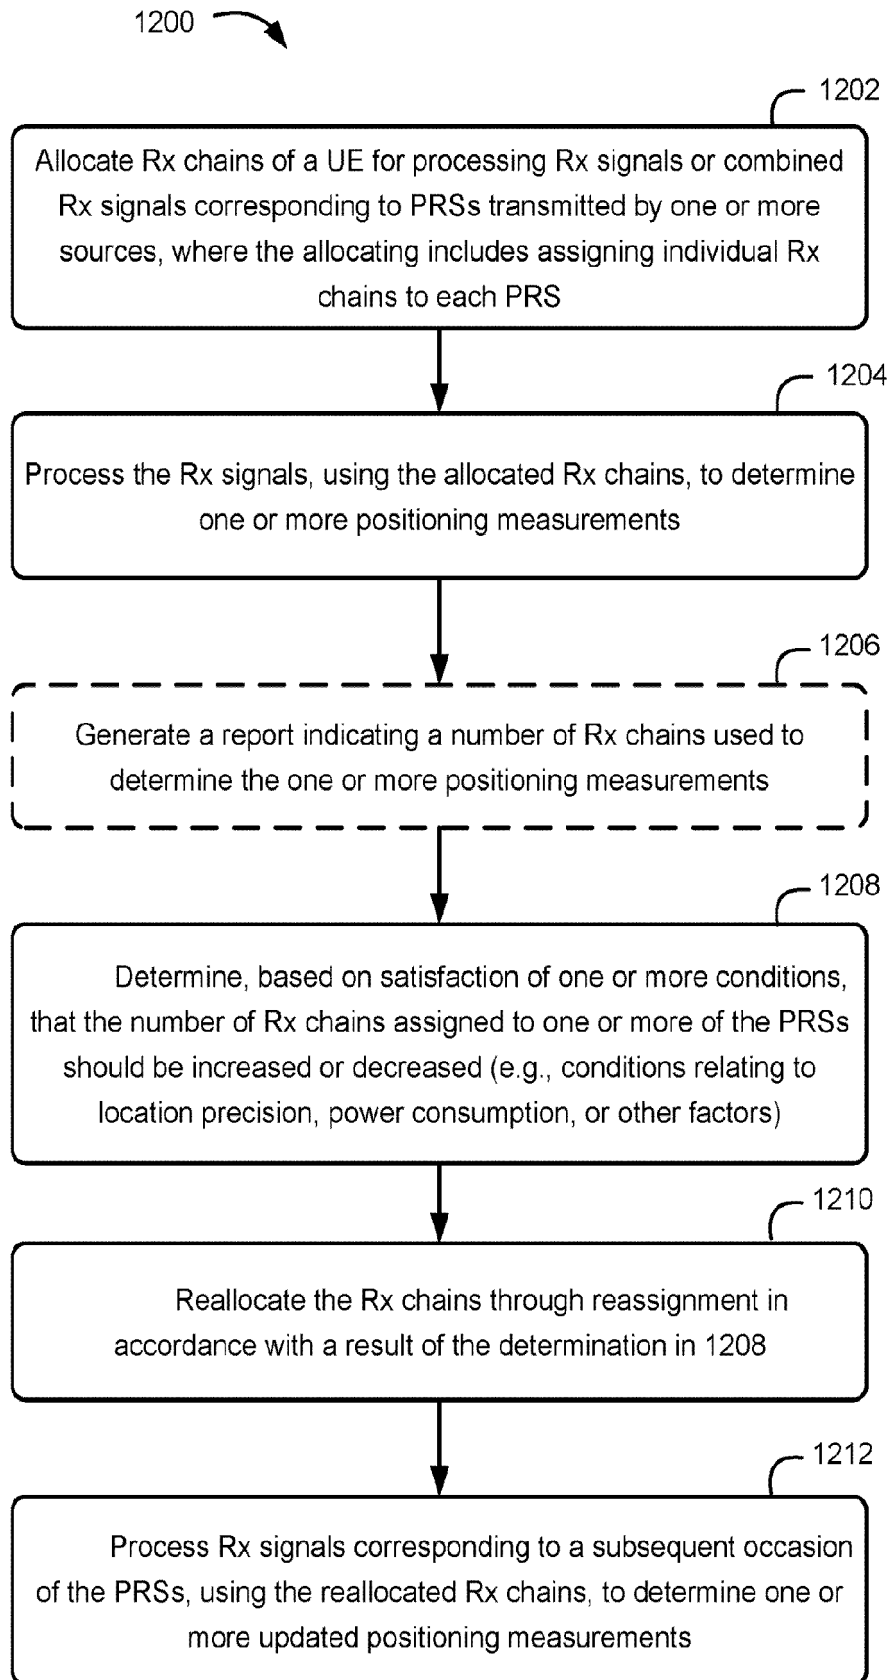 1200
1202
Allocate Rx chains of a UE for processing Rx signals or combined
Rx signals corresponding to PRSs transmitted by one or more
sources, where the allocating includes assigning individual Rx
chains to each PRS
1204
Process the Rx signals, using the allocated Rx chains, to determine
one or more positioning measurements
1206
Generate a report indicating a number of Rx chains used to
determine the one or more positioning measurements
1208
Determine, based on satisfaction of one or more conditions,
that the number of Rx chains assigned to one or more of the PRSs
should be increased or decreased (e.g., conditions relating to
location precision, power consumption, or other factors)
1210
Reallocate the Rx chains through reassignment in
accordance with a result of the determination in 1208
1212
Process Rx signals corresponding to a subsequent occasion
of the PRSs, using the reallocated Rx chains, to determine one or
more updated positioning measurements